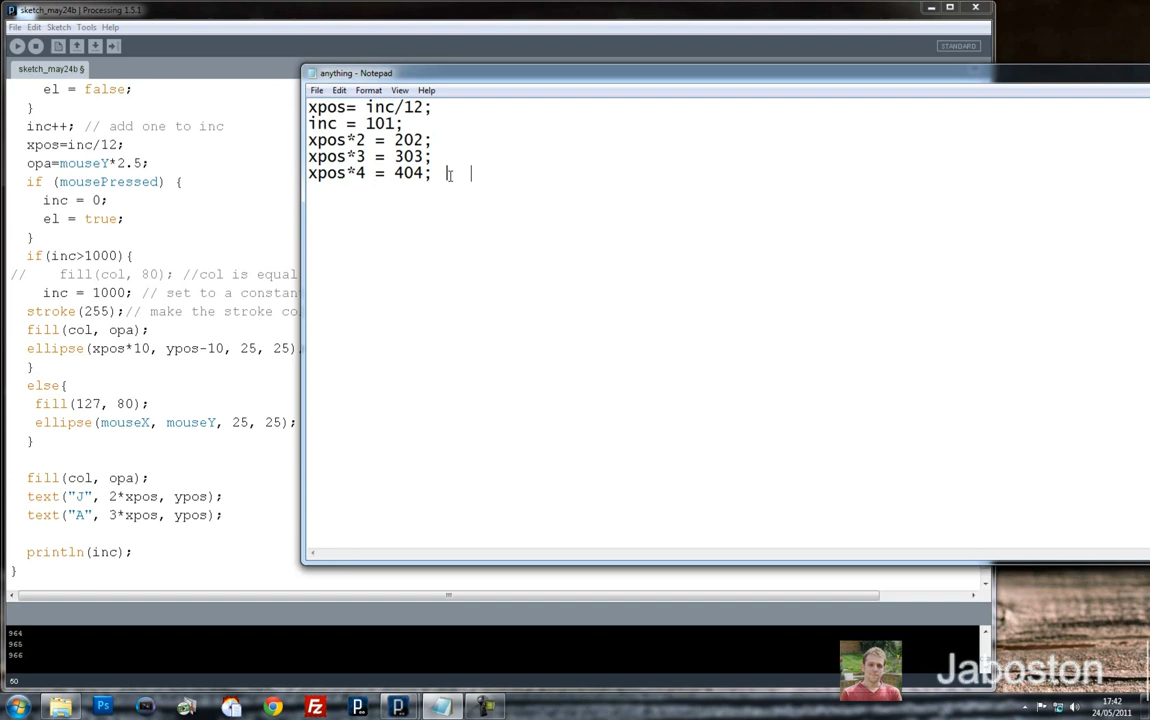 sketch_may24b | Processing 1.5.1
File Edit Sketch Tools Help
STANDARD
sketch_may24b §
el = false;
}
inc++; // add one to inc
xpos=inc/12;
opa=mouseY*2.5;
if (mousePressed) {
inc = 0;
el = true;
}
if(inc>1000){
// fill(col, 80); //col is equal
inc = 1000; // set to a constan
stroke(255);// make the stroke co
fill(col, opa);
ellipse(xpos*10, ypos-10, 25, 25)
}
else{
fill(127, 80);
ellipse(mouseX, mouseY, 25, 25);
}
fill(col, opa);
text("J", 2*xpos, ypos);
text("A", 3*xpos, ypos);
println(inc);
}
964
965
966
60
anything - Notepad
File Edit Format View Help
xpos= inc/12;
inc = 101;
xpos*2 = 202;
xpos*3 = 303;
xpos*4 = 404;
Jaboston
17:42
24/05/2011